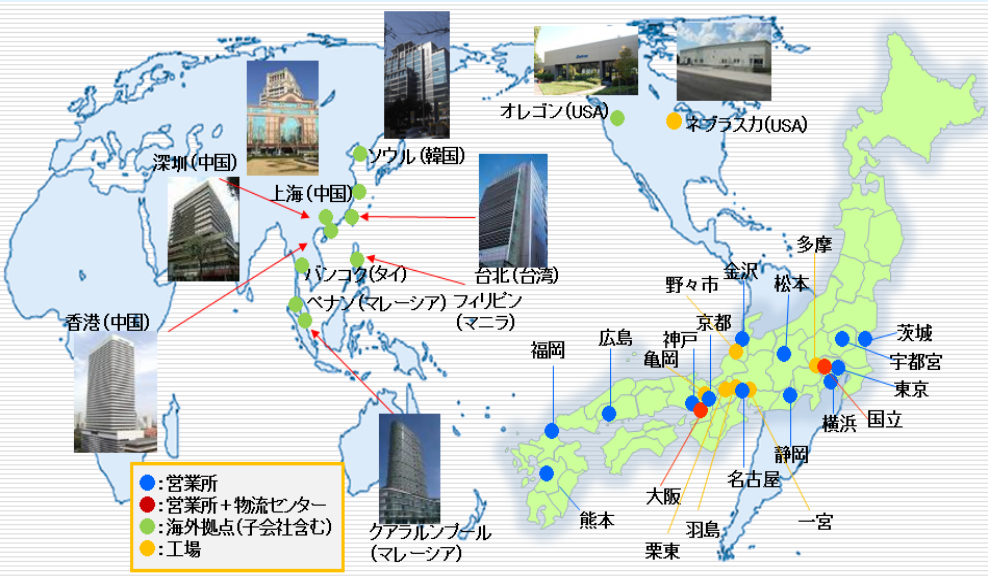 オレゴン(USA)
ネブラスカ(USA)
深圳(中国)
ソウル(韓国)
上海(中国)
台北(台湾)
バンコク(タイ)
ペナン(マレーシア)
フィリピン
(マニラ)
香港(中国)
クアラルンプール
(マレーシア)
多摩
金沢
野々市
松本
京都
神戸
広島
亀岡
福岡
茨城
宇都宮
東京
国立
横浜
静岡
名古屋
大阪
一宮
羽島
栗東
熊本
●:営業所
●:営業所+物流センター
●:海外拠点(子会社含む)
●:工場